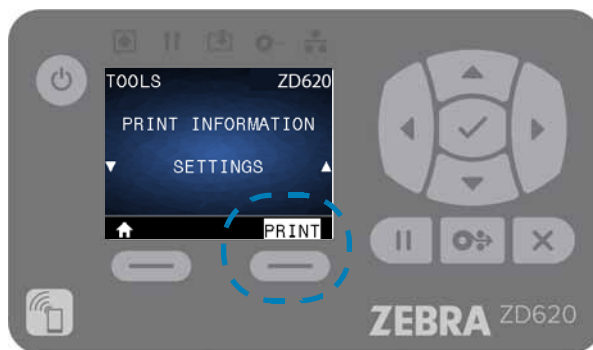 TOOLS ZD620
PRINT INFORMATION
SETTINGS
PRINT
ZEBRA ZD620